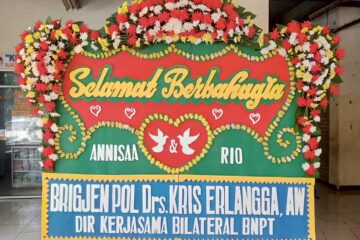 Selamat Berbahagia
&
ANNISAA RIO
BRIGJEN POL Drs. KRIS ERLANGGA, AW
DIR KERJASAMA BILATERAL BNPT